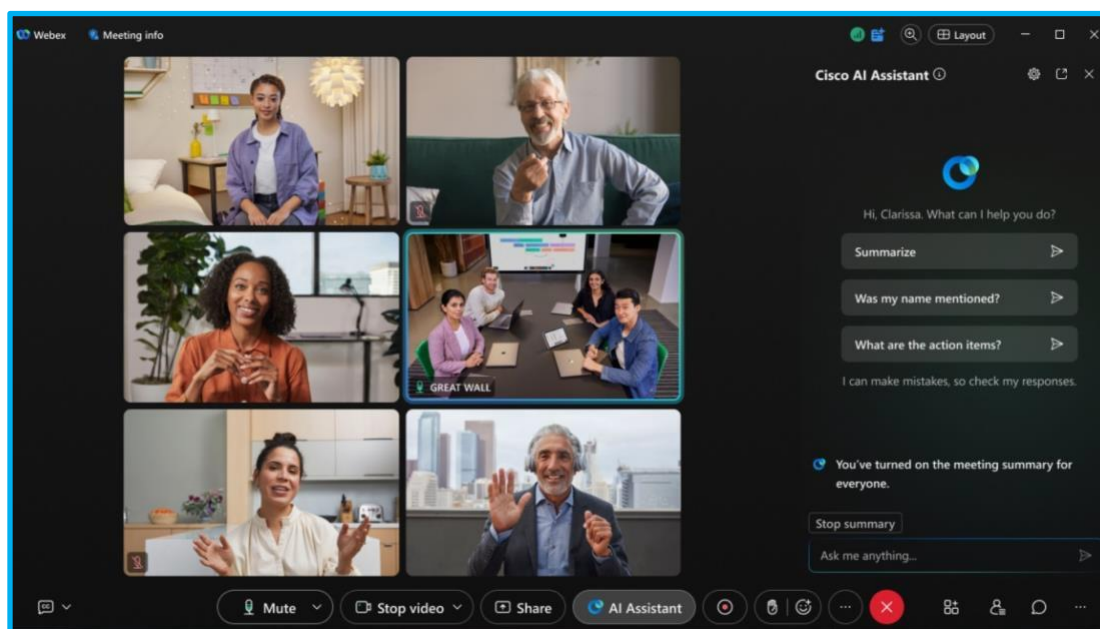 Webex
Meeting info
Layout
Cisco AI Assistant
Hi, Clarissa. What can I help you do?
Summarize
Was my name mentioned?
What are the action items?
I can make mistakes, so check my responses.
GREAT WALL
You've turned on the meeting summary for
everyone.
Stop summary
Ask me anything...
CC
Mute
Stop video
Share
AI Assistant